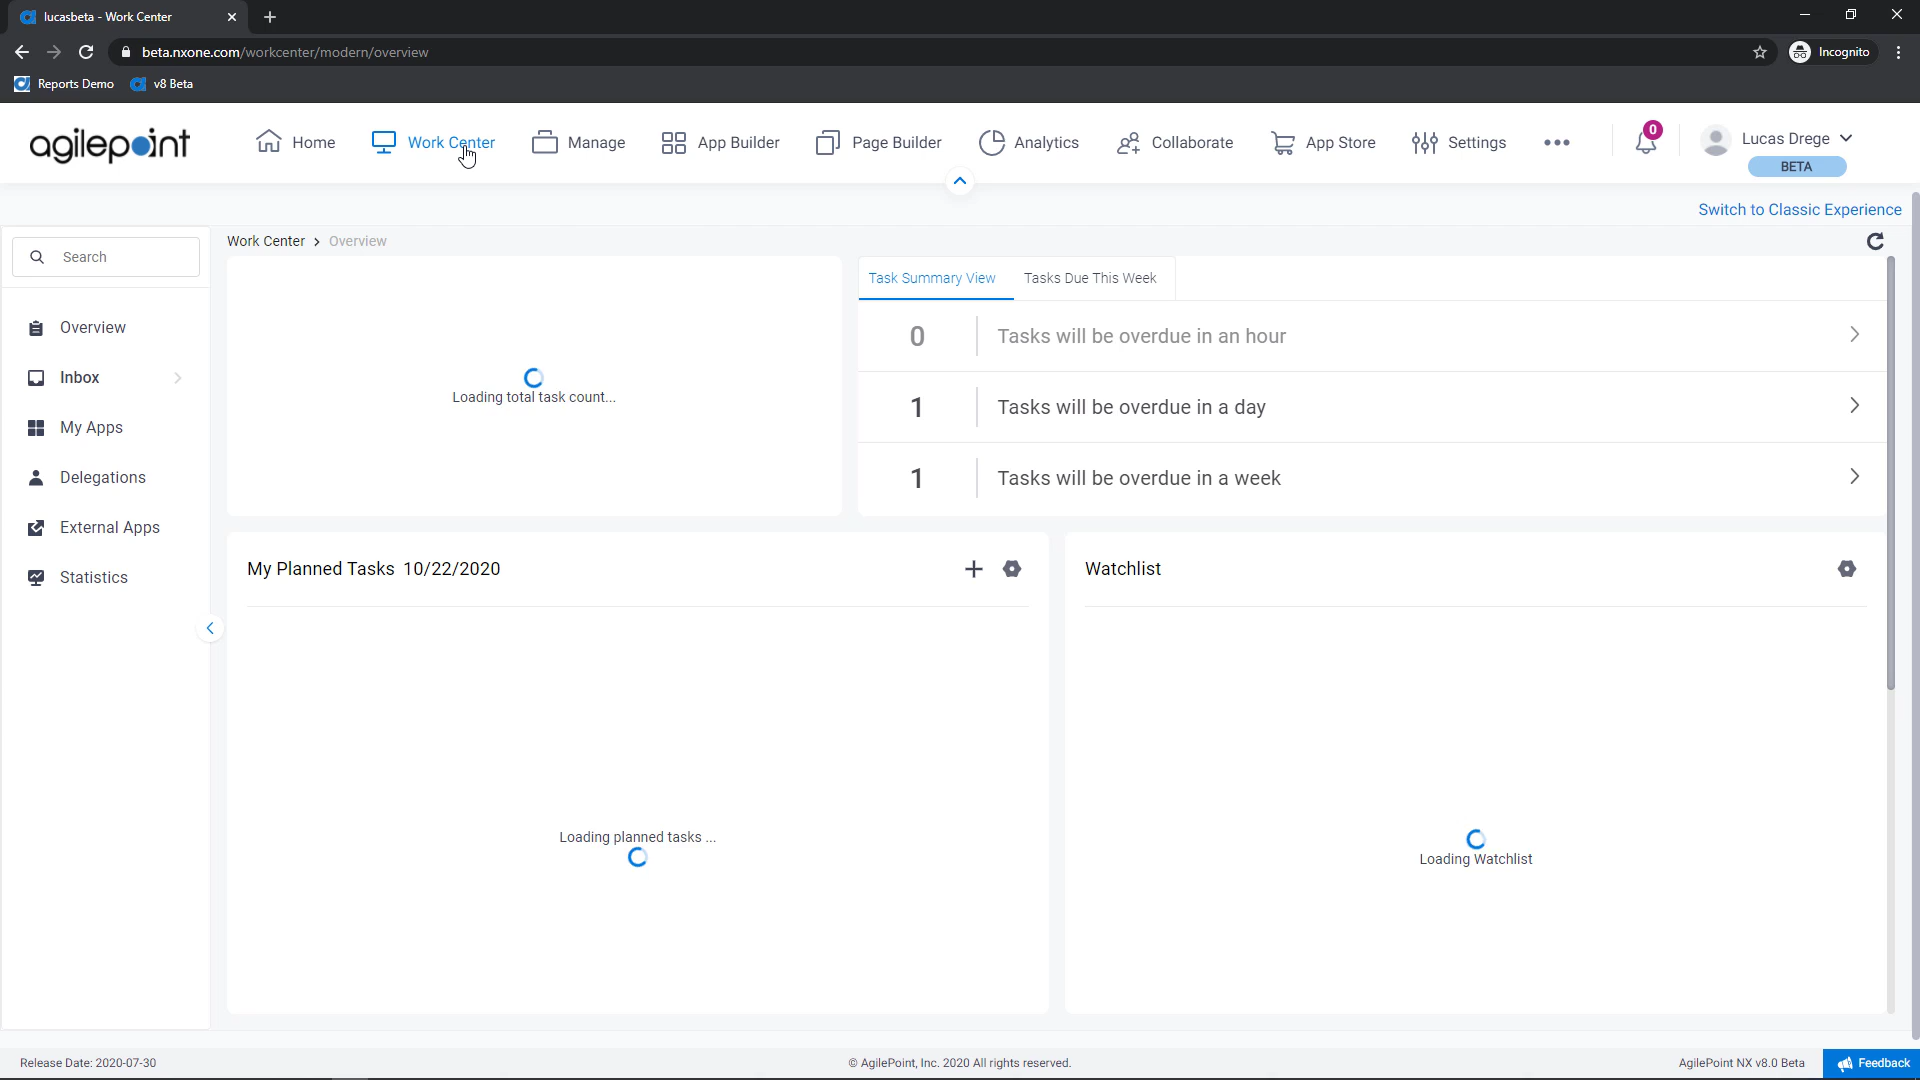 lucasbeta - Work Center
beta.nxone.com/workcenter/modern/overview
Incognito
Reports Demo
v8 Beta
agilepoint
Home
Work Center
Manage
App Builder
Page Builder
Analytics
Collaborate
App Store
Settings
0
Lucas Drege
BETA
Switch to Classic Experience
Search
Work Center > Overview
Overview
Inbox
My Apps
Delegations
External Apps
Statistics
Loading total task count...
Task Summary View
Tasks Due This Week
0 Tasks will be overdue in an hour
1 Tasks will be overdue in a day
1 Tasks will be overdue in a week
My Planned Tasks 10/22/2020
Loading planned tasks ...
Watchlist
Loading Watchlist
Release Date: 2020-07-30
© AgilePoint, Inc. 2020 All rights reserved.
AgilePoint NX v8.0 Beta
Feedback